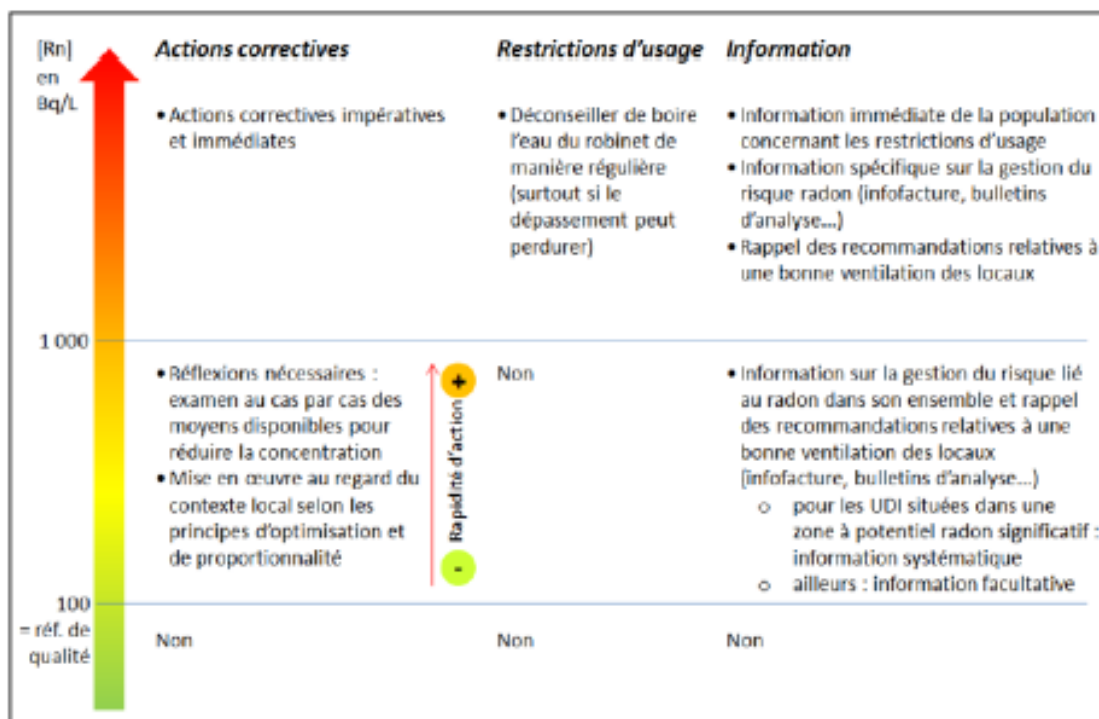 [Rn]
en
Bq/L
Actions correctives
Restrictions d'usage
Information
• Actions correctives impératives
et immédiates
• Déconseiller de boire
l'eau du robinet de
manière régulière
(surtout si le
dépassement peut
perdurer)
• Information immédiate de la population
concernant les restrictions d'usage
• Information spécifique sur la gestion du
risque radon (infofacture, bulletins
d'analyse...)
• Rappel des recommandations relatives à
une bonne ventilation des locaux
1 000
• Réflexions nécessaires :
examen au cas par cas des
moyens disponibles pour
réduire la concentration
• Mise en œuvre au regard du
contexte local selon les
principes d'optimisation et
de proportionnalité
+
Rapidité d'action
-
Non
• Information sur la gestion du risque lié
au radon dans son ensemble et rappel
des recommandations relatives à une
bonne ventilation des locaux
(infofacture, bulletins d'analyse...)
o pour les UDI situées dans une
zone à potentiel radon significatif :
information systématique
o ailleurs : information facultative
100
= réf. de
qualité
Non
Non
Non